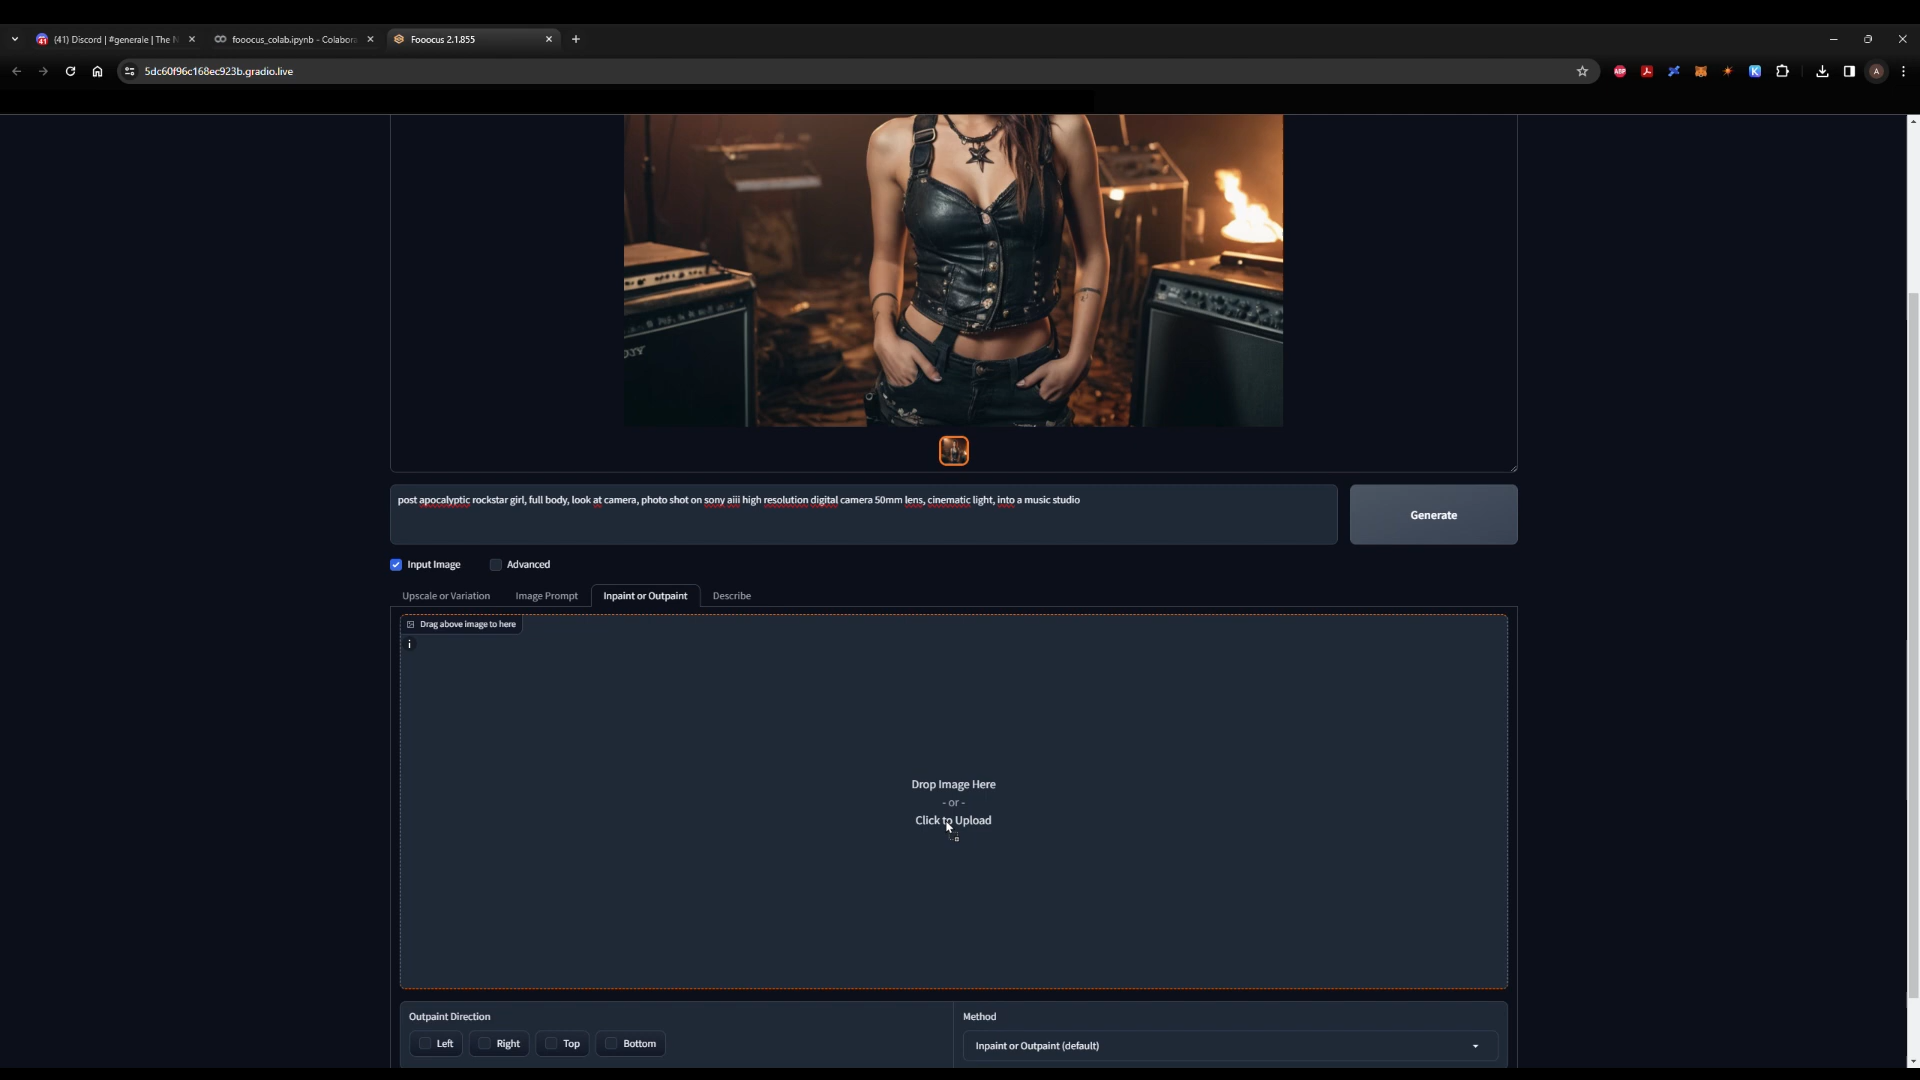 (41) Discord | #generale | The N
fooocus_colab.ipynb - Colabora
Fooocus 2.1.855
5dc60f96c168ec923b.gradio.live
ABP
K
A
post apocalyptic rockstar girl, full body, look at camera, photo shot on sony aiii high resolution digital camera 50mm lens, cinematic light, into a music studio
Generate
Input Image
Advanced
Upscale or Variation
Image Prompt
Inpaint or Outpaint
Describe
Drag above image to here
i
Drop Image Here
- or -
Click to Upload
Outpaint Direction
Left
Right
Top
Bottom
Method
Inpaint or Outpaint (default)